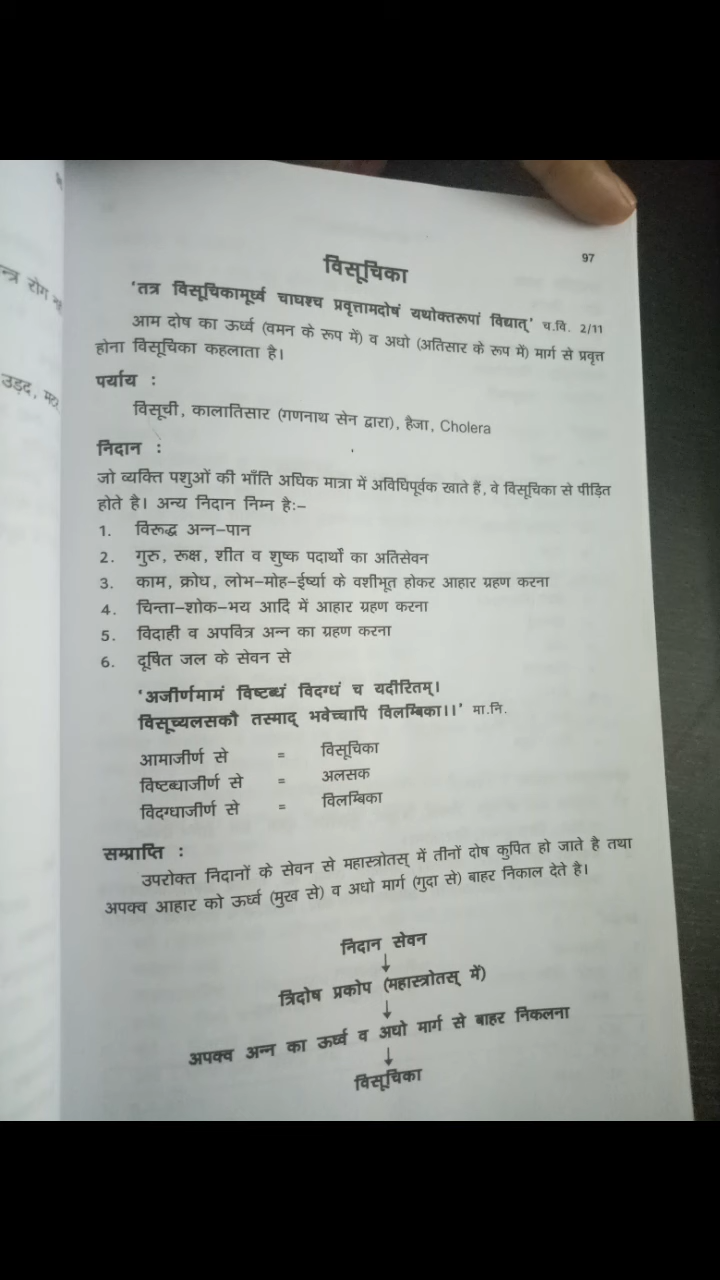 97
विसूचिका
'तत्र विसूचिकामूर्ध्व चाघश्च प्रवृत्तामदोषं यथोक्तरूपां विद्यात्' च.वि. 2/11
आम दोष का ऊर्ध्व (वमन के रूप में) व अधो (अतिसार के रूप में) मार्ग से प्रवृत्त
होना विसूचिका कहलाता है।
पर्याय :
विसूची, कालातिसार (गणनाथ सेन द्वारा), हैजा, Cholera
निदान :
जो व्यक्ति पशुओं की भाँति अधिक मात्रा में अविधिपूर्वक खाते हैं, वे विसूचिका से पीड़ित
होते है। अन्य निदान निम्न है:–
1. विरूद्ध अन्न–पान
2. गुरु, रूक्ष, शीत व शुष्क पदार्थों का अतिसेवन
3. काम, क्रोध, लोभ–मोह–ईर्ष्या के वशीभूत होकर आहार ग्रहण करना
4. चिन्ता–शोक–भय आदि में आहार ग्रहण करना
5. विदाही व अपवित्र अन्न का ग्रहण करना
6. दूषित जल के सेवन से
'अजीर्णमामं विष्टब्धं विदग्धं च यदीरितम्।
विसूच्यलसकौ तस्माद् भवेच्चापि विलम्बिका।।' मा.नि.
आमाजीर्ण से = विसूचिका
विष्टब्धाजीर्ण से = अलसक
विदग्धाजीर्ण से = विलम्बिका
सम्प्राप्ति :
उपरोक्त निदानों के सेवन से महास्त्रोतस् में तीनों दोष कुपित हो जाते है तथा
अपक्व आहार को ऊर्ध्व (मुख से) व अधो मार्ग (गुदा से) बाहर निकाल देते है।
निदान सेवन
↓
त्रिदोष प्रकोप (महास्त्रोतस् में)
↓
अपक्व अन्न का ऊर्ध्व व अधो मार्ग से बाहर निकलना
↓
विसूचिका
रोग
उड़द,